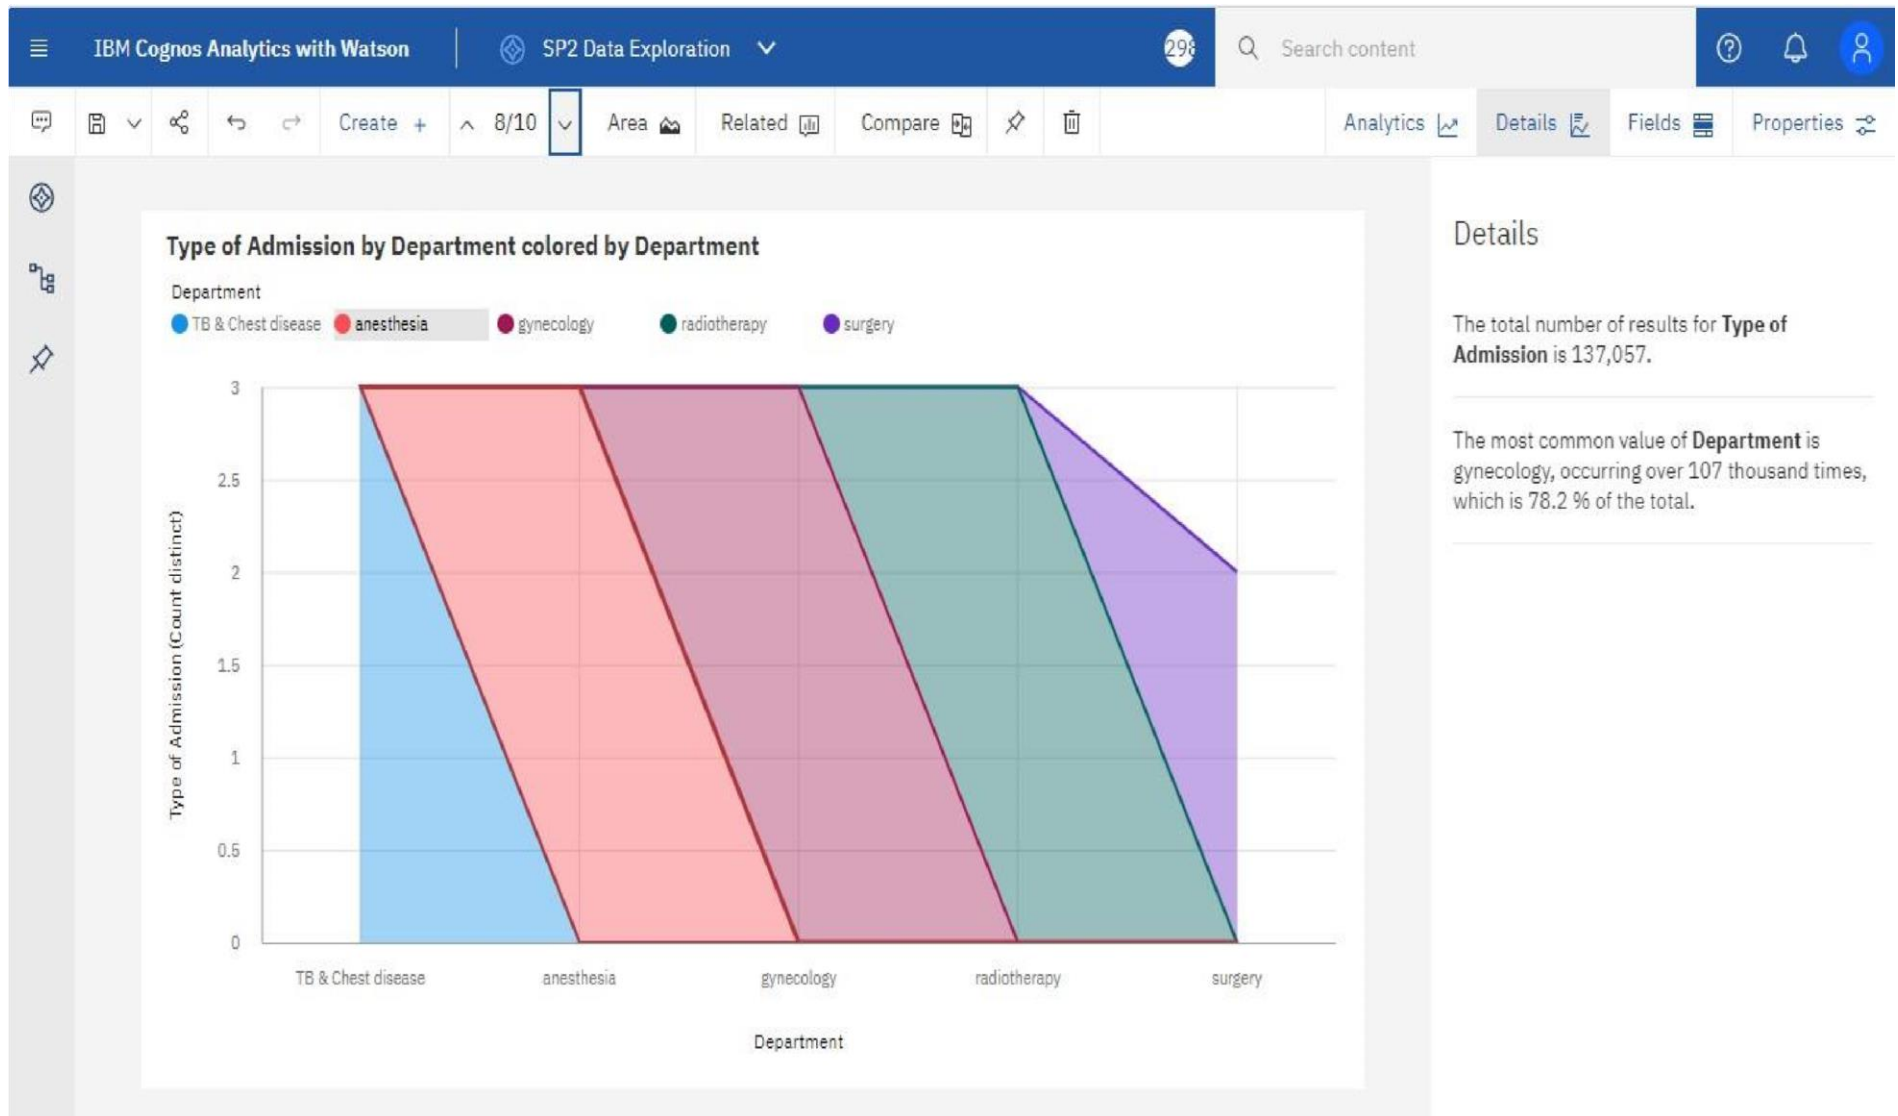 IBM Cognos Analytics with Watson
SP2 Data Exploration
298
Search content
Create +
8/10
Area
Related
Compare
Analytics
Details
Fields
Properties
Type of Admission by Department colored by Department
Department
TB & Chest disease
anesthesia
gynecology
radiotherapy
surgery
Type of Admission (Count distinct)
3
2.5
2
1.5
1
0.5
0
TB & Chest disease
anesthesia
gynecology
radiotherapy
surgery
Department
Details
The total number of results for Type of
Admission is 137,057.
The most common value of Department is
gynecology, occurring over 107 thousand times,
which is 78.2 % of the total.